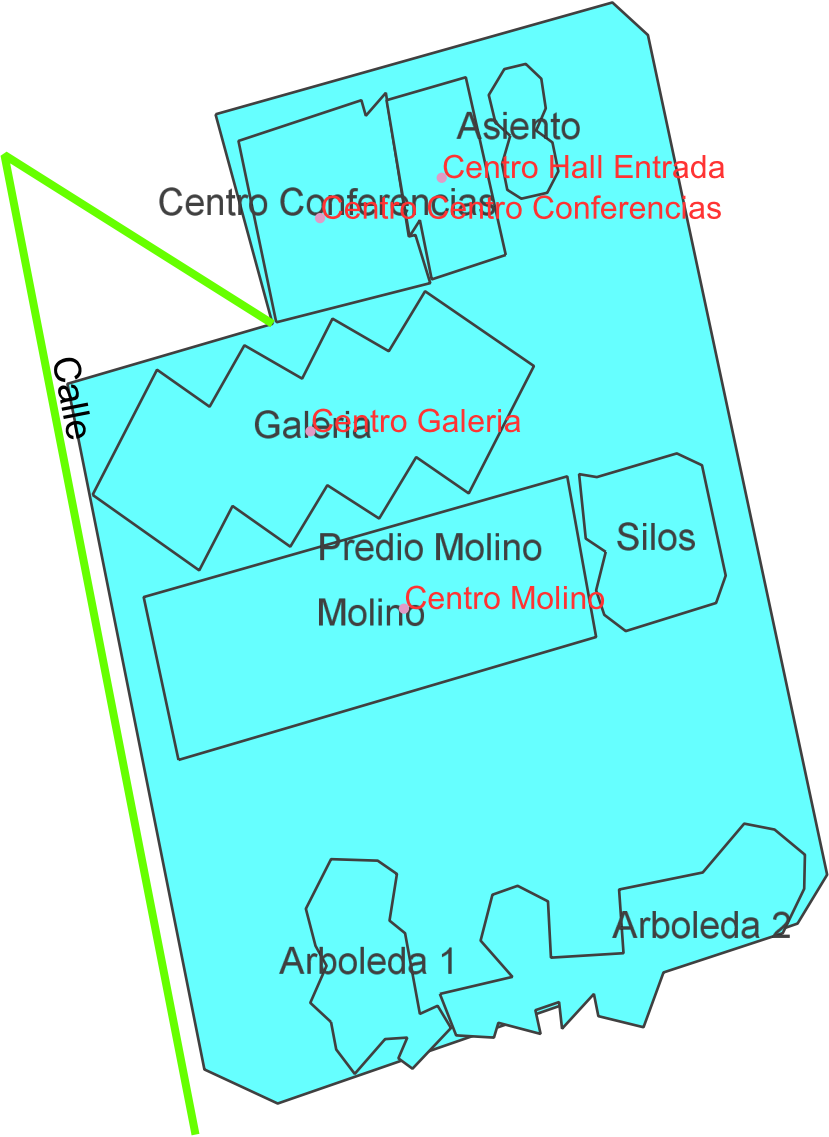 Asiento
Centro Hall Entrada
Centro Conferencias
Centro Centro Conferencias
Calle
Galeria
Centro Galeria
Predio Molino
Silos
Centro Molino
Molino
Arboleda 2
Arboleda 1